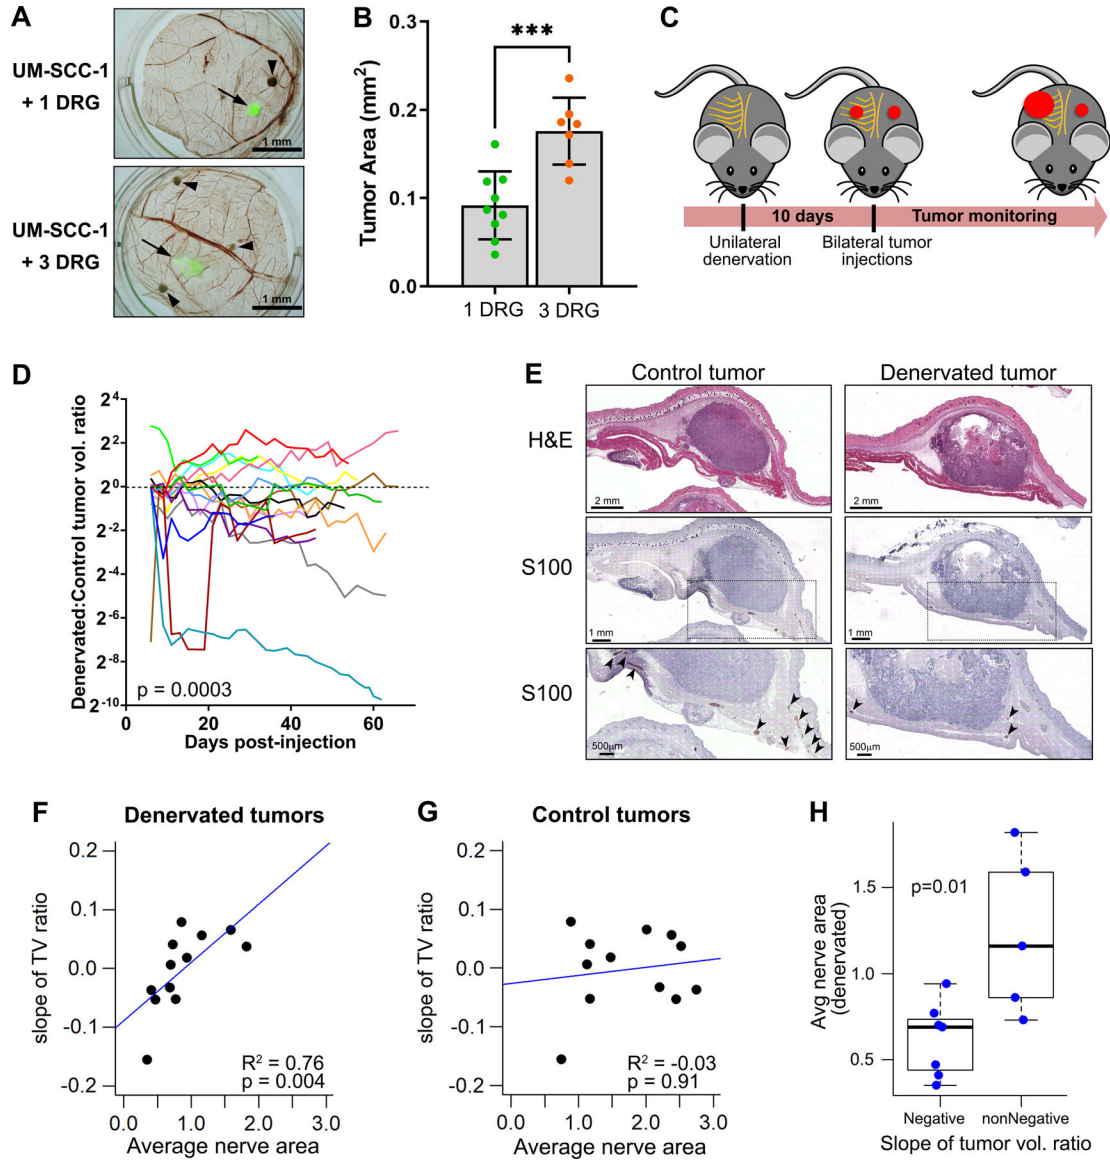 A
UM-SCC-1
+ 1 DRG
1 mm
UM-SCC-1
+ 3 DRG
1 mm
B
Tumor Area (mm²)
0.3
0.2
0.1
0.0
***
1 DRG
3 DRG
C
10 days
Tumor monitoring
Unilateral
denervation
Bilateral tumor
injections
D
Denervated:Control tumor vol. ratio
2⁴
2²
2⁰
2⁻²
2⁻⁴
2⁻⁶
2⁻⁸
2⁻¹⁰
p = 0.0003
0
20
40
60
Days post-injection
E
Control tumor
Denervated tumor
H&E
2 mm
2 mm
S100
1 mm
1 mm
S100
500µm
500µm
F
Denervated tumors
slope of TV ratio
0.2
0.1
0.0
-0.1
-0.2
R² = 0.76
p = 0.004
0.0
1.0
2.0
3.0
Average nerve area
G
Control tumors
slope of TV ratio
0.2
0.1
0.0
-0.1
-0.2
R² = -0.03
p = 0.91
0.0
1.0
2.0
3.0
Average nerve area
H
Avg nerve area
(denervated)
1.5
1.0
0.5
p=0.01
Negative
nonNegative
Slope of tumor vol. ratio